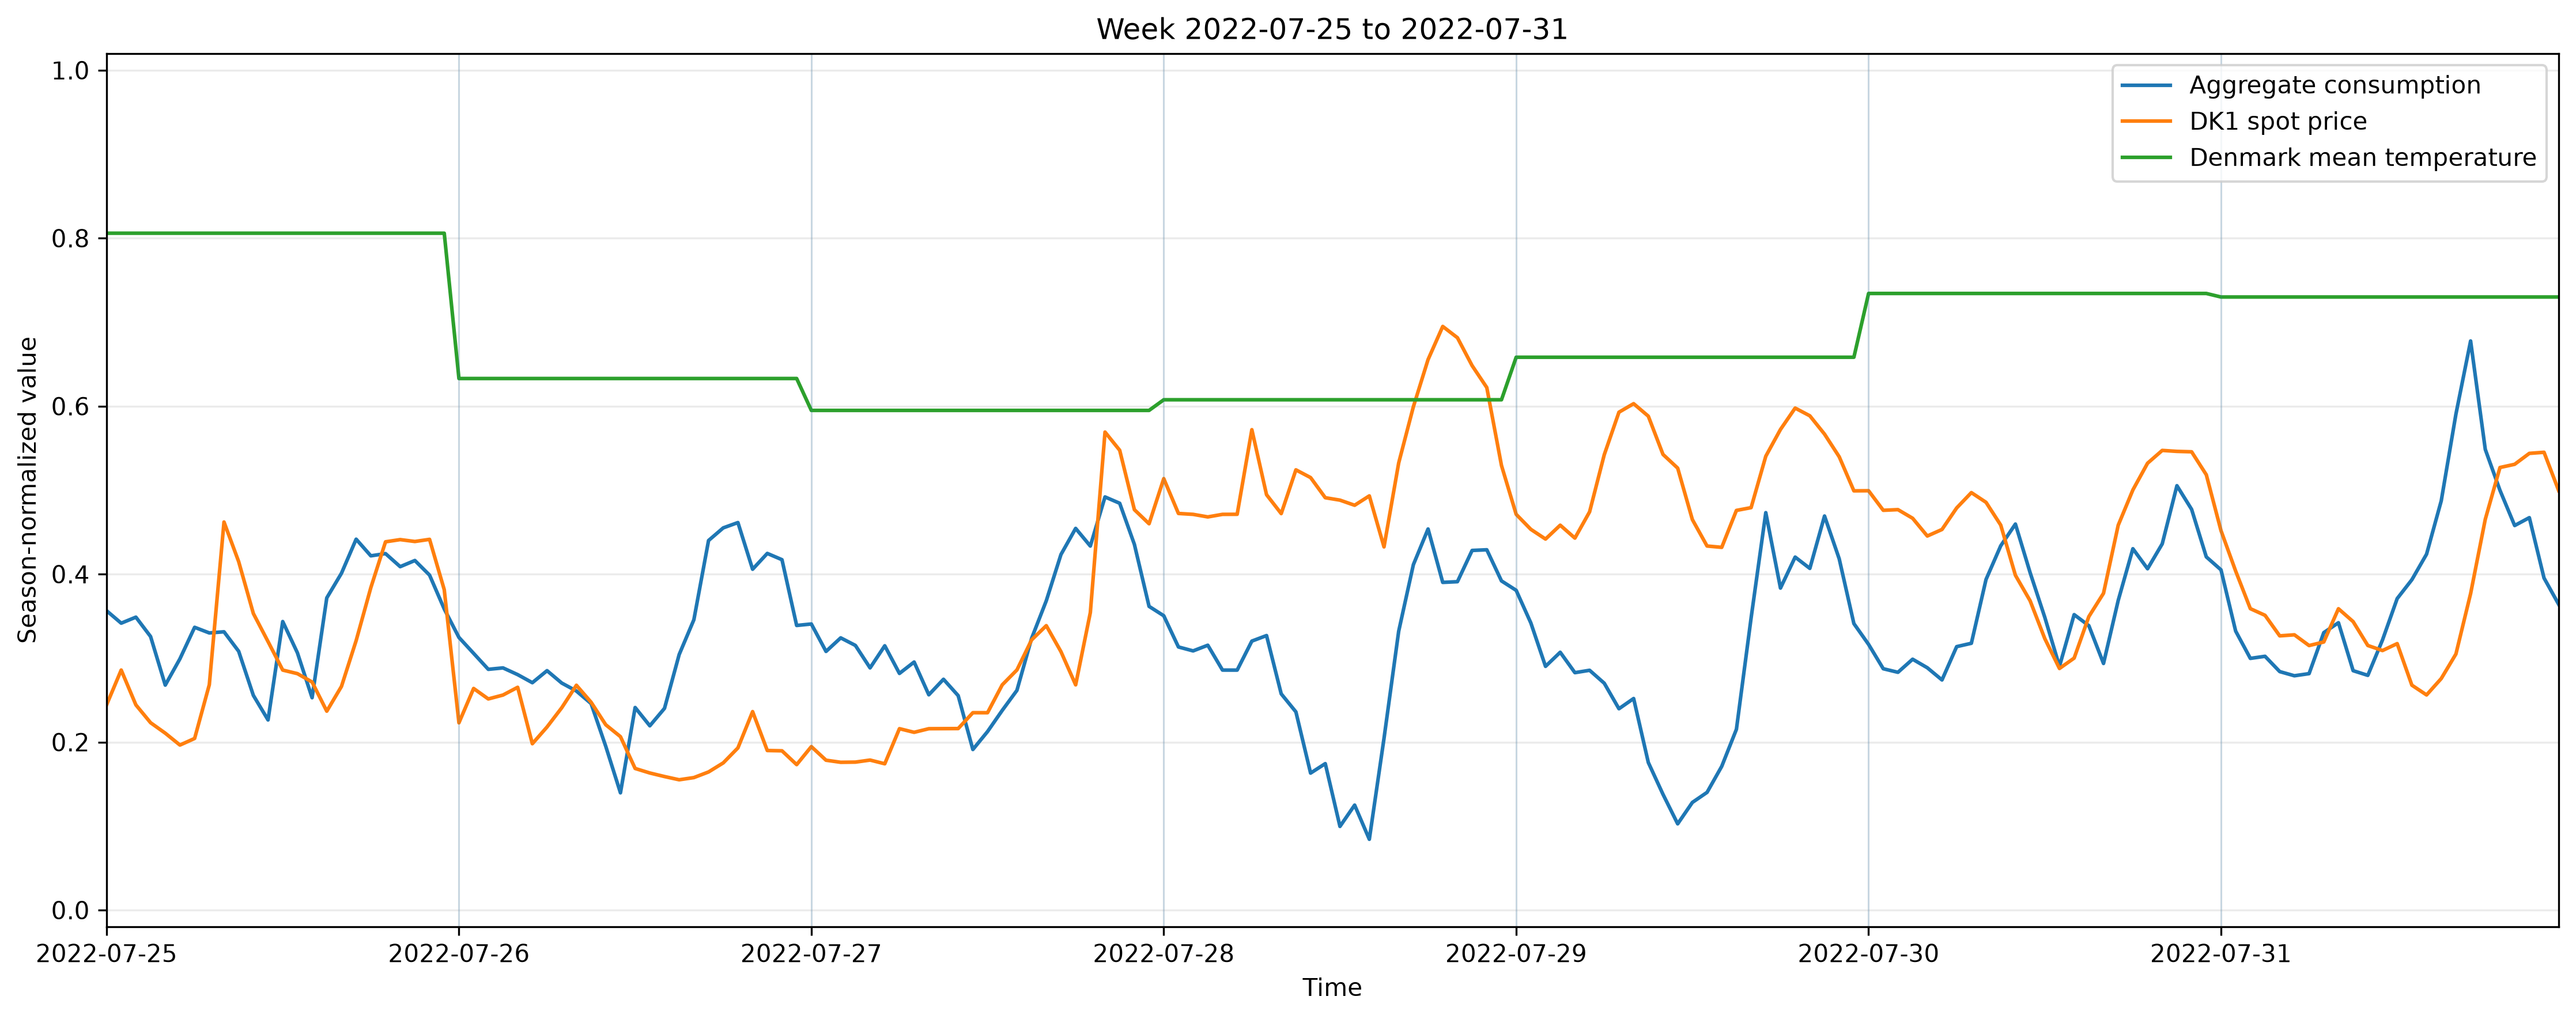 Week 2022-07-25 to 2022-07-31
Aggregate consumption
DK1 spot price
Denmark mean temperature
Season-normalized value
1.0
0.8
0.6
0.4
0.2
0.0
2022-07-25 2022-07-26 2022-07-27 2022-07-28 2022-07-29 2022-07-30 2022-07-31
Time